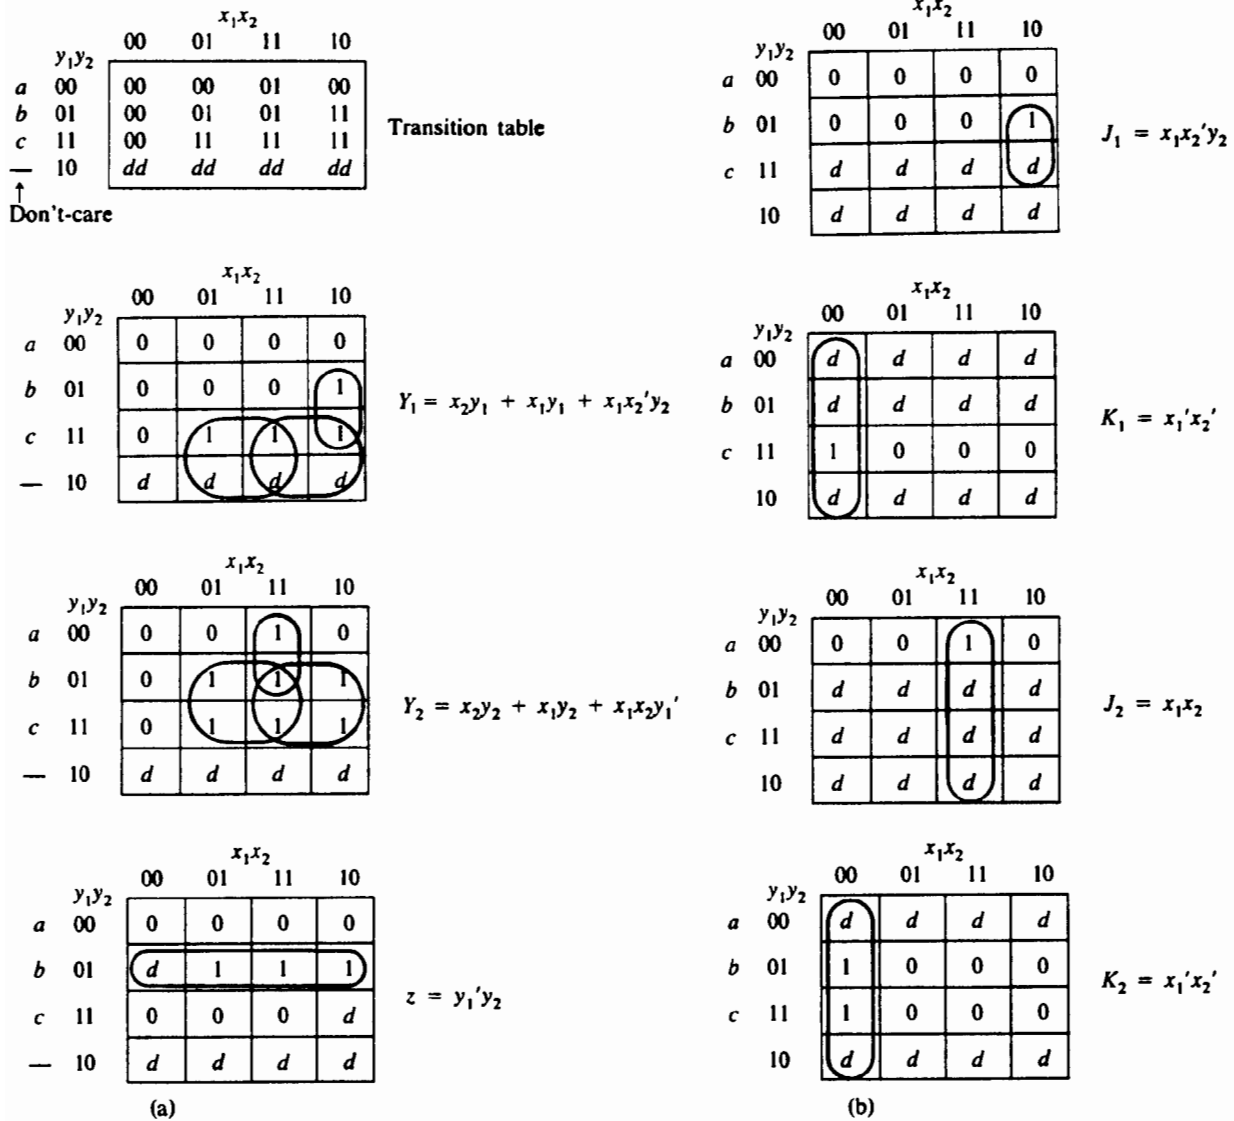 x₁x₂
00 01 11 10
y₁y₂
a 00 00 00 01 00
b 01 00 01 01 11
c 11 00 11 11 11
— 10 dd dd dd dd
Transition table
↑
Don't-care
x₁x₂
00 01 11 10
y₁y₂
a 00 0 0 0 0
b 01 0 0 0 1
c 11 0 1 1 1
— 10 d d d d
Y₁ = x₂y₁ + x₁y₁ + x₁x₂'y₂
x₁x₂
00 01 11 10
y₁y₂
a 00 0 0 1 0
b 01 0 1 1 1
c 11 0 1 1 1
— 10 d d d d
Y₂ = x₂y₂ + x₁y₂ + x₁x₂y₁'
x₁x₂
00 01 11 10
y₁y₂
a 00 0 0 0 0
b 01 d 1 1 1
c 11 0 0 0 d
— 10 d d d d
z = y₁'y₂
(a)
x₁x₂
00 01 11 10
y₁y₂
a 00 0 0 0 0
b 01 0 0 0 1
c 11 d d d d
10 d d d d
J₁ = x₁x₂'y₂
x₁x₂
00 01 11 10
y₁y₂
a 00 d d d d
b 01 d d d d
c 11 1 0 0 0
10 d d d d
K₁ = x₁'x₂'
x₁x₂
00 01 11 10
y₁y₂
a 00 0 0 1 0
b 01 d d d d
c 11 d d d d
10 d d d d
J₂ = x₁x₂
x₁x₂
00 01 11 10
y₁y₂
a 00 d d d d
b 01 1 0 0 0
c 11 1 0 0 0
10 d d d d
K₂ = x₁'x₂'
(b)